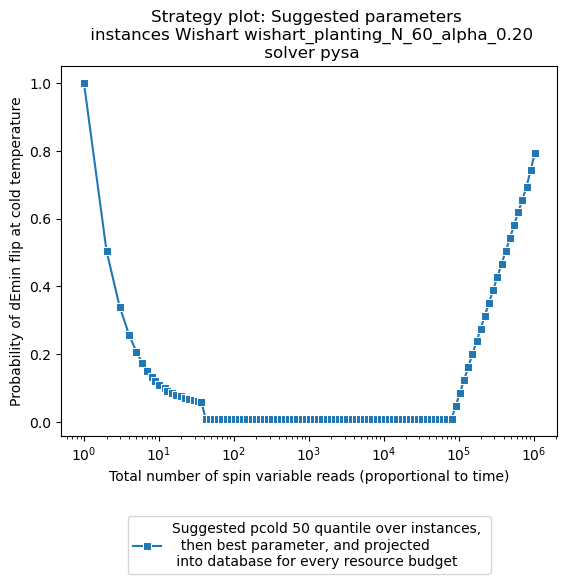 Strategy plot: Suggested parameters
instances Wishart wishart_planting_N_60_alpha_0.20
solver pysa
Probability of dEmin flip at cold temperature
1.0
0.8
0.6
0.4
0.2
0.0
10^0
10^1
10^2
10^3
10^4
10^5
10^6
Total number of spin variable reads (proportional to time)
Suggested pcold 50 quantile over instances,
then best parameter, and projected
into database for every resource budget